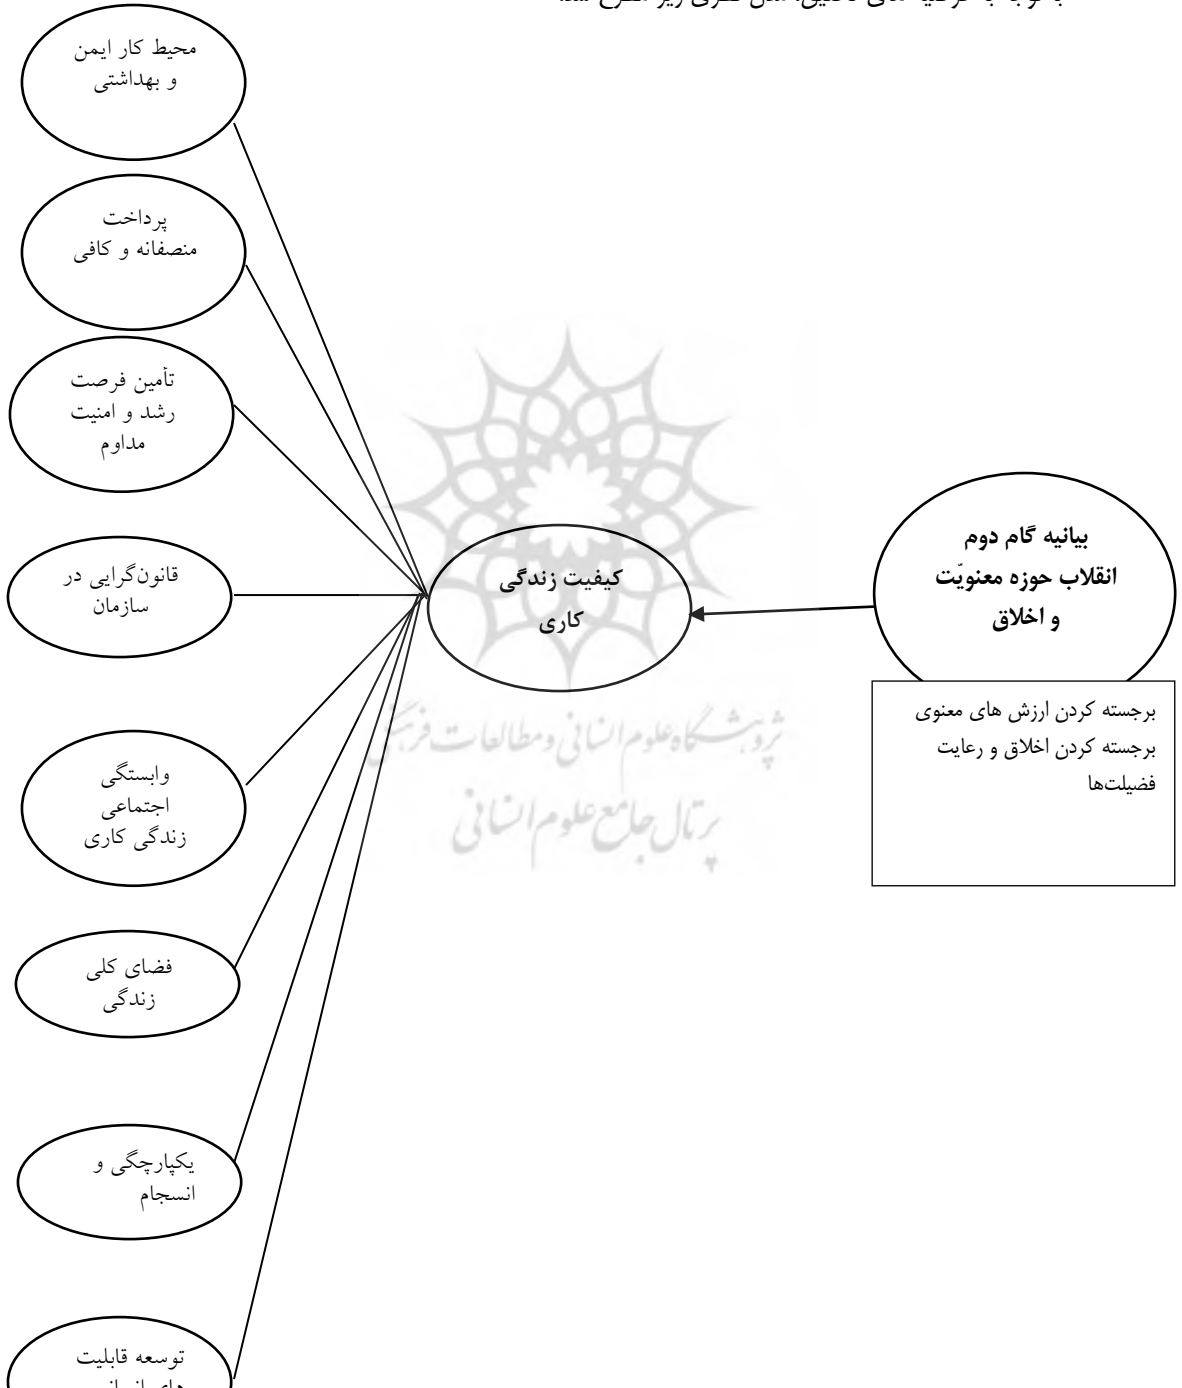 محیط کار ایمن
و بهداشتی
پرداخت
منصفانه و کافی
تأمین فرصت
رشد و امنیت
مداوم
قانون‌گرایی در
سازمان
وابستگی
اجتماعی
زندگی کاری
فضای کلی
زندگی
یکپارچگی و
انسجام
توسعه قابلیت
کیفیت زندگی
کاری
بیانیه گام دوم
انقلاب حوزه معنویّت
و اخلاق
برجسته کردن ارزش های معنوی
برجسته کردن اخلاق و رعایت
فضیلت‌ها
پژوهشگاه علوم انسانی و مطالعات فرهنگی
پرتال جامع علوم انسانی